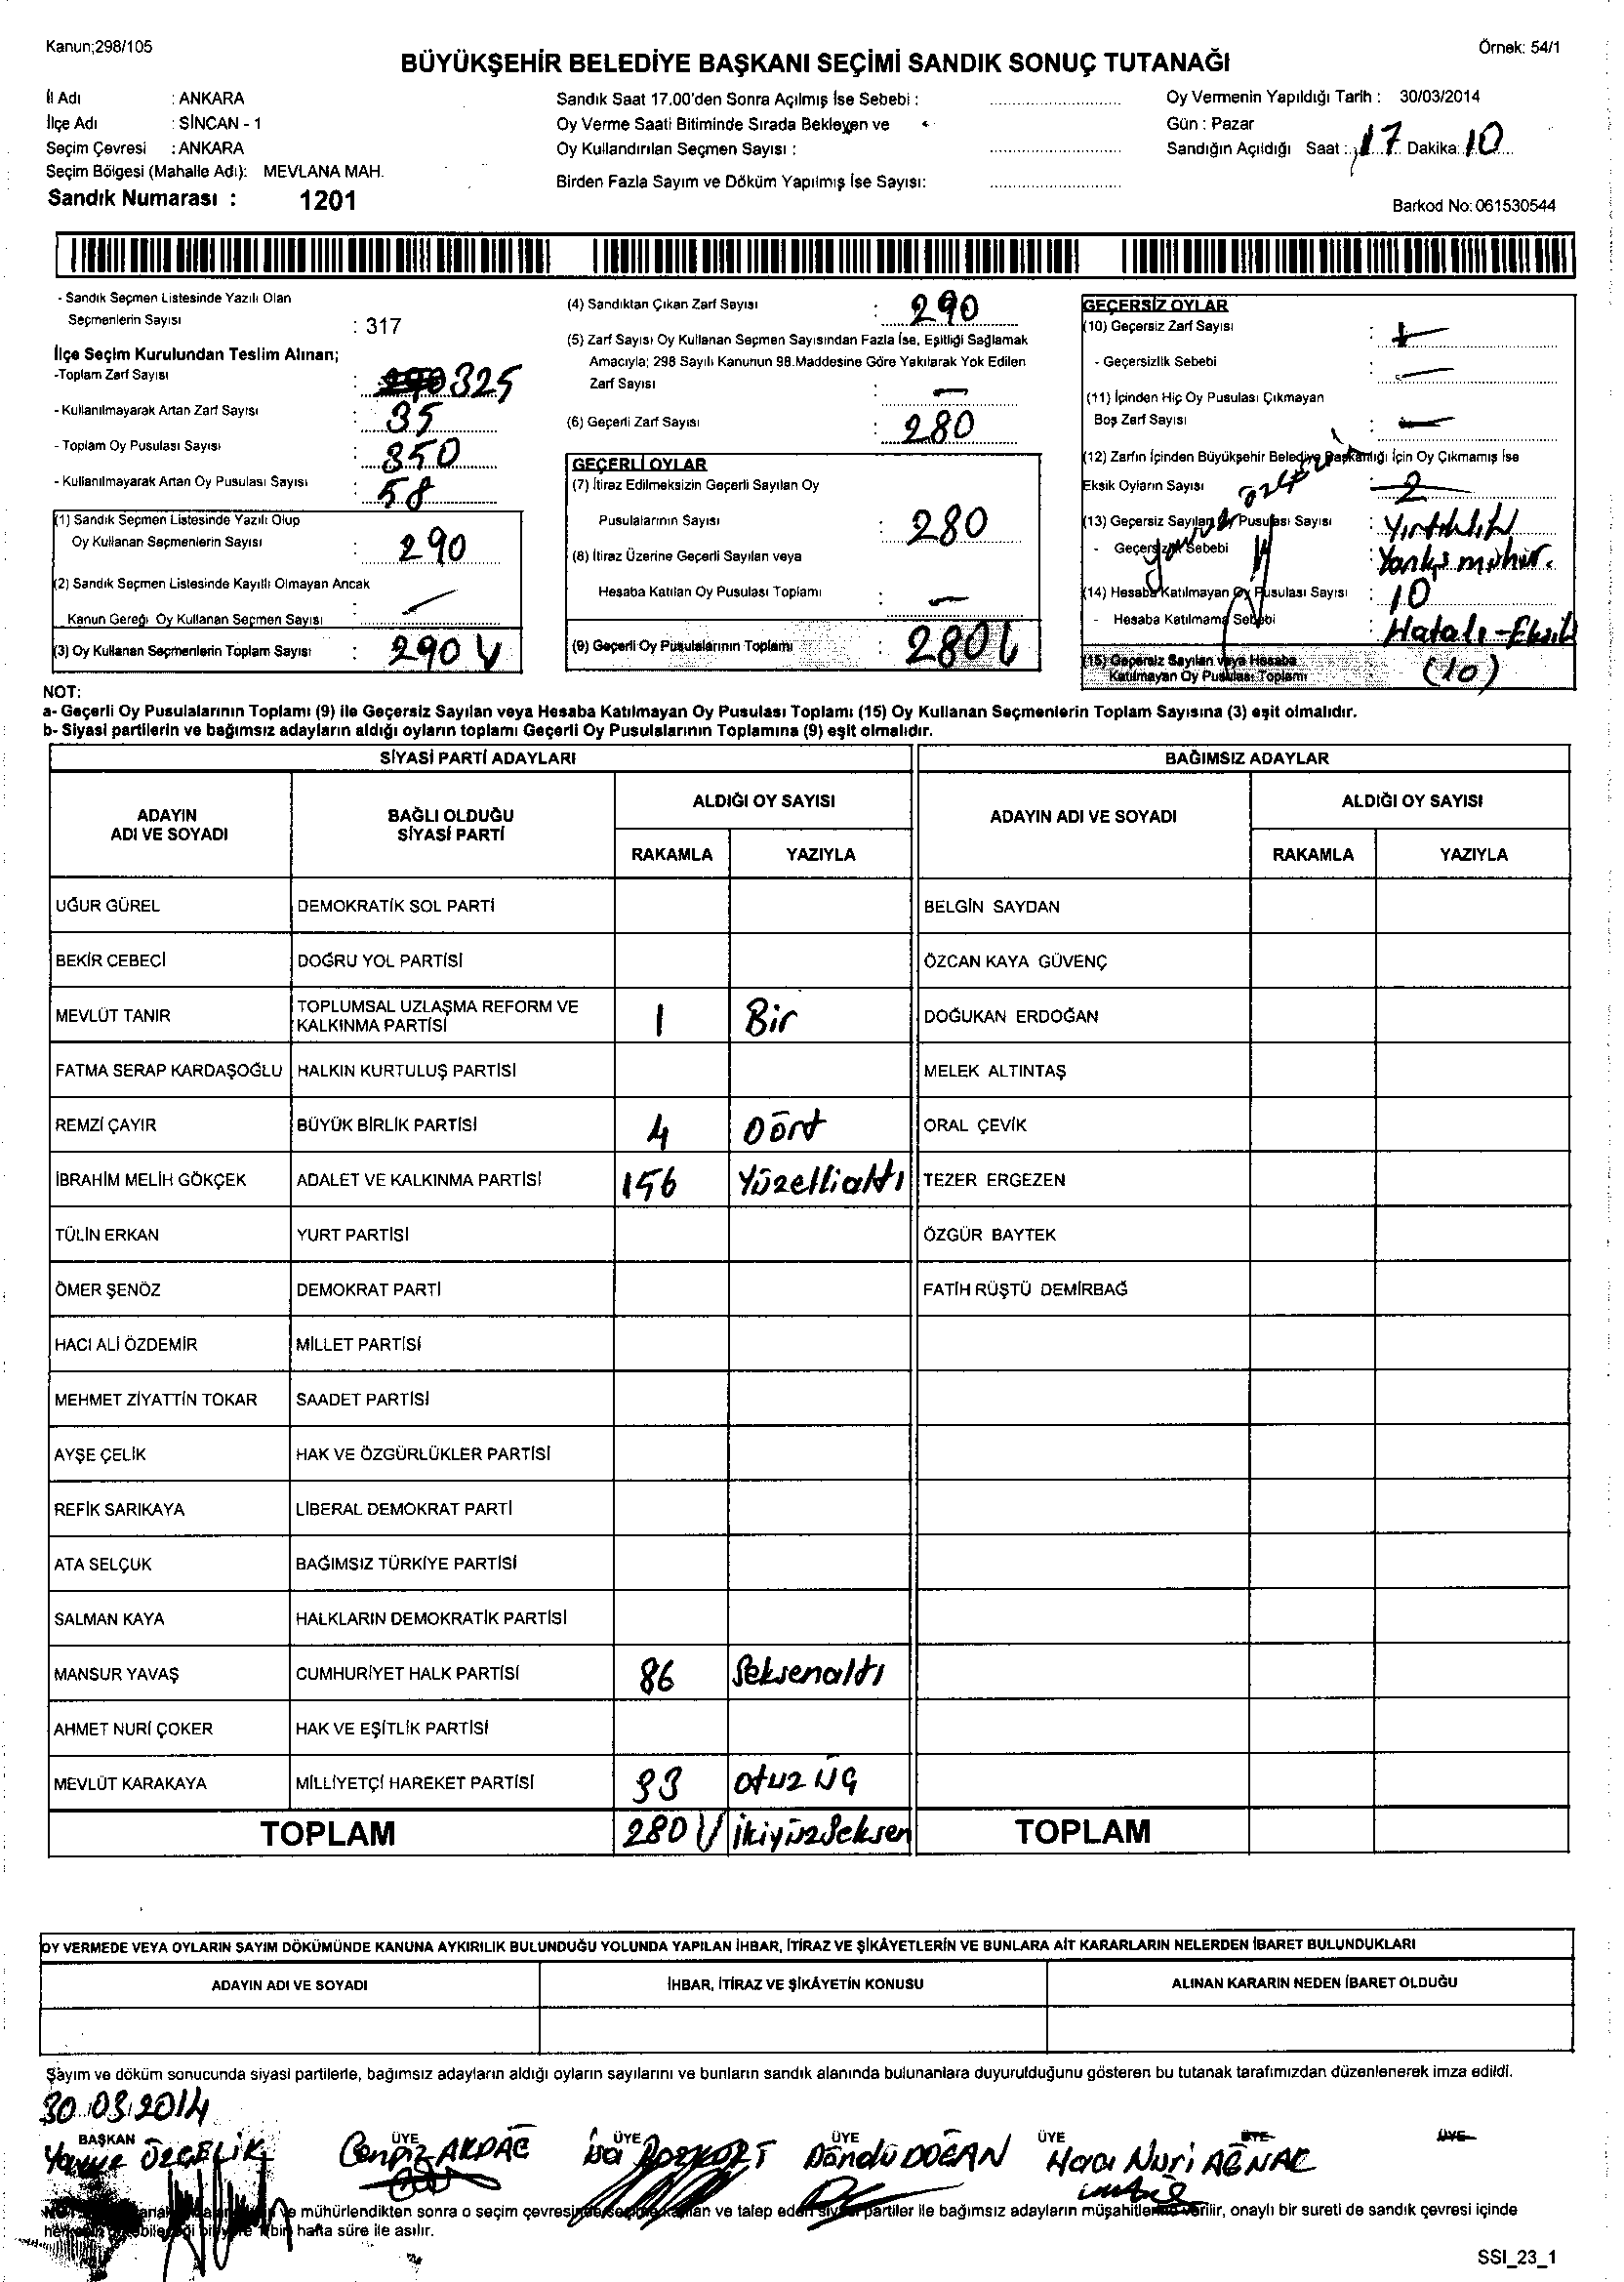 Kanun;298/105
Örnek: 54/1
BÜYÜKŞEHİR BELEDİYE BAŞKANI SEÇİMİ SANDIK SONUÇ TUTANAĞI
İl Adı : ANKARA
İlçe Adı : SİNCAN - 1
Seçim Çevresi : ANKARA
Seçim Bölgesi (Mahalle Adı): MEVLANA MAH.
Sandık Numarası : 1201
Sandık Saat 17.00'den Sonra Açılmış İse Sebebi :
Oy Verme Saati Bitiminde Sırada Bekleyen ve
Oy Kullandırılan Seçmen Sayısı :
Birden Fazla Sayım ve Döküm Yapılmış İse Sayısı:
Oy Vermenin Yapıldığı Tarih : 30/03/2014
Gün : Pazar
Sandığın Açıldığı Saat : 17 Dakika: 10
Barkod No: 061530544
- Sandık Seçmen Listesinde Yazılı Olan
Seçmenlerin Sayısı : 317
İlçe Seçim Kurulundan Teslim Alınan;
-Toplam Zarf Sayısı : 325
- Kullanılmayarak Artan Zarf Sayısı : 35
- Toplam Oy Pusulası Sayısı : 350
- Kullanılmayarak Artan Oy Pusulası Sayısı : 58
(1) Sandık Seçmen Listesinde Yazılı Olup
Oy Kullanan Seçmenlerin Sayısı : 290
(2) Sandık Seçmen Listesinde Kayıtlı Olmayan Ancak
Kanun Gereği Oy Kullanan Seçmen Sayısı : —
(3) Oy Kullanan Seçmenlerin Toplam Sayısı : 290
(4) Sandıktan Çıkan Zarf Sayısı : 290
(5) Zarf Sayısı Oy Kullanan Seçmen Sayısından Fazla İse, Eşitliği Sağlamak
Amacıyla; 298 Sayılı Kanunun 98.Maddesine Göre Yakılarak Yok Edilen
Zarf Sayısı : —
(6) Geçerli Zarf Sayısı : 280
GEÇERLİ OYLAR
(7) İtiraz Edilmeksizin Geçerli Sayılan Oy
Pusulalarının Sayısı : 280
(8) İtiraz Üzerine Geçerli Sayılan veya
Hesaba Katılan Oy Pusulası Toplamı : —
(9) Geçerli Oy Pusulalarının Toplamı : 280
GEÇERSİZ OYLAR
(10) Geçersiz Zarf Sayısı :
- Geçersizlik Sebebi : —
(11) İçinden Hiç Oy Pusulası Çıkmayan
Boş Zarf Sayısı : —
(12) Zarfın İçinden Büyükşehir Belediye Başkanlığı İçin Oy Çıkmamış İse
Eksik Oyların Sayısı : 2
(13) Geçersiz Sayılan Oy Pusulası Sayısı : Yırtıklık
- Geçersizlik Sebebi : Yanlış mühür.
(14) Hesaba Katılmayan Oy Pusulası Sayısı : 10
- Hesaba Katılmama Sebebi : Hatalı-Eksik
(15) Geçersiz Sayılan veya Hesaba
Katılmayan Oy Pusulası Toplamı (10)
NOT:
a- Geçerli Oy Pusulalarının Toplamı (9) ile Geçersiz Sayılan veya Hesaba Katılmayan Oy Pusulası Toplamı (15) Oy Kullanan Seçmenlerin Toplam Sayısına (3) eşit olmalıdır.
b- Siyasi partilerin ve bağımsız adayların aldığı oyların toplamı Geçerli Oy Pusulalarının Toplamına (9) eşit olmalıdır.
SİYASİ PARTİ ADAYLARI
BAĞIMSIZ ADAYLAR
ADAYIN ADI VE SOYADI
BAĞLI OLDUĞU SİYASİ PARTİ
ALDIĞI OY SAYISI
RAKAMLA YAZIYLA
ADAYIN ADI VE SOYADI
ALDIĞI OY SAYISI
RAKAMLA YAZIYLA
UĞUR GÜREL DEMOKRATİK SOL PARTİ BELGİN SAYDAN
BEKİR CEBECİ DOĞRU YOL PARTİSİ ÖZCAN KAYA GÜVENÇ
MEVLÜT TANIR TOPLUMSAL UZLAŞMA REFORM VE KALKINMA PARTİSİ 1 Bir DOĞUKAN ERDOĞAN
FATMA SERAP KARDAŞOĞLU HALKIN KURTULUŞ PARTİSİ MELEK ALTINTAŞ
REMZİ ÇAYIR BÜYÜK BİRLİK PARTİSİ 4 Dört ORAL ÇEVİK
İBRAHİM MELİH GÖKÇEK ADALET VE KALKINMA PARTİSİ 156 Yüzellialtı TEZER ERGEZEN
TÜLİN ERKAN YURT PARTİSİ ÖZGÜR BAYTEK
ÖMER ŞENÖZ DEMOKRAT PARTİ FATİH RÜŞTÜ DEMİRBAĞ
HACI ALİ ÖZDEMİR MİLLET PARTİSİ
MEHMET ZİYATTİN TOKAR SAADET PARTİSİ
AYŞE ÇELİK HAK VE ÖZGÜRLÜKLER PARTİSİ
REFİK SARIKAYA LİBERAL DEMOKRAT PARTİ
ATA SELÇUK BAĞIMSIZ TÜRKİYE PARTİSİ
SALMAN KAYA HALKLARIN DEMOKRATİK PARTİSİ
MANSUR YAVAŞ CUMHURİYET HALK PARTİSİ 86 Seksenaltı
AHMET NURİ ÇOKER HAK VE EŞİTLİK PARTİSİ
MEVLÜT KARAKAYA MİLLİYETÇİ HAREKET PARTİSİ 33 otuz üç
TOPLAM 280 ikiyüzseksen TOPLAM
OY VERMEDE VEYA OYLARIN SAYIM DÖKÜMÜNDE KANUNA AYKIRILIK BULUNDUĞU YOLUNDA YAPILAN İHBAR, İTİRAZ VE ŞİKÂYETLERİN VE BUNLARA AİT KARARLARIN NELERDEN İBARET BULUNDUKLARI
ADAYIN ADI VE SOYADI İHBAR, İTİRAZ VE ŞİKÂYETİN KONUSU ALINAN KARARIN NEDEN İBARET OLDUĞU
Sayım ve döküm sonucunda siyasi partilerle, bağımsız adayların aldığı oyların sayılarını ve bunların sandık alanında bulunanlara duyurulduğunu gösteren bu tutanak tarafımızdan düzenlenerek imza edildi.
30.03.2014
BAŞKAN ÜYE ÜYE ÜYE ÜYE ÜYE ÜYE
ÖZÇELİK Cengiz AKDAĞ İsa BOZKURT Döndü DOĞAN Hacı Nuri AĞNAÇ
mühürlendikten sonra o seçim çevresinde seçime katılan ve talep eden siyasi partiler ile bağımsız adayların müşahitlerine verilir, onaylı bir sureti de sandık çevresi içinde
bir hafta süre ile asılır.
SSI_23_1